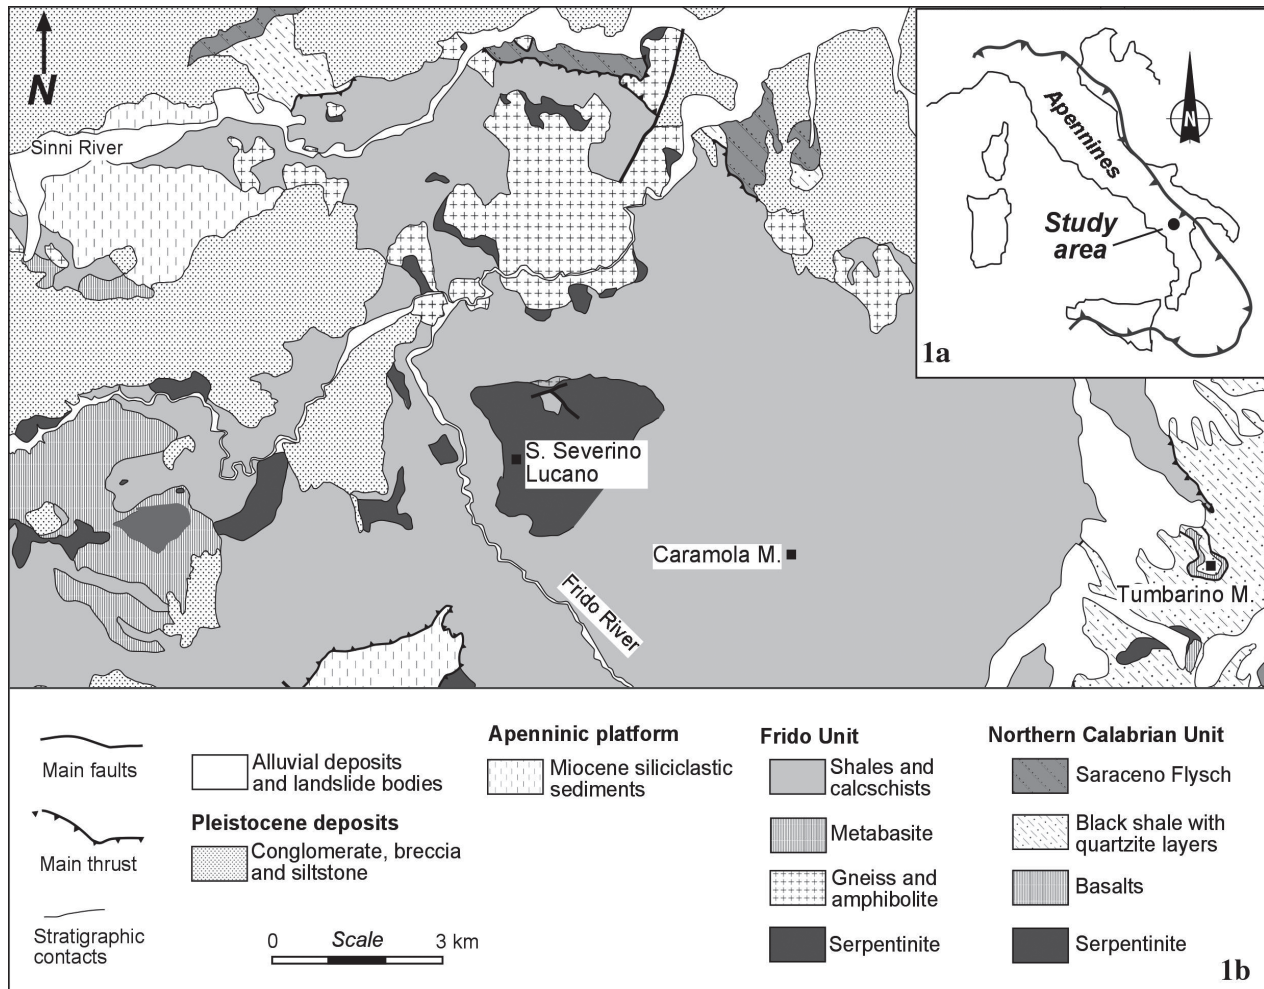 N
Sinni River
S. Severino
Lucano
Caramola M.
Frido River
Tumbarino M.
Apennines
N
Study
area
1a
Main faults
Main thrust
Stratigraphic
contacts
Alluvial deposits
and landslide bodies
Pleistocene deposits
Conglomerate, breccia
and siltstone
0 Scale 3 km
Apenninic platform
Miocene siliciclastic
sediments
Frido Unit
Shales and
calcschists
Metabasite
Gneiss and
amphibolite
Serpentinite
Northern Calabrian Unit
Saraceno Flysch
Black shale with
quartzite layers
Basalts
Serpentinite
1b